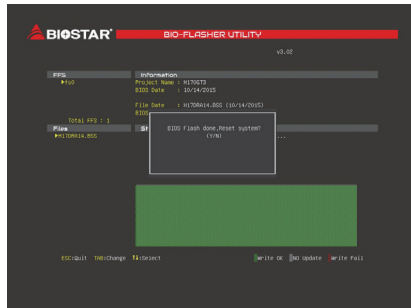 BIOSTAR®
BIO-FLASHER UTILITY
v3.02
FFS
▶fs0
Information
Project Name : H170GT3
BIOS Date : 10/14/2015
File Date : H17DRA14.BSS (10/14/2015)
BIOS
Total FFS : 1
Files
▶H17DRA14.BSS
St
BIOS Flash done,Reset system?
(Y/N)
...
ESC:Quit TAB:Change ↑↓:Select
Write OK NO Update Write Fail